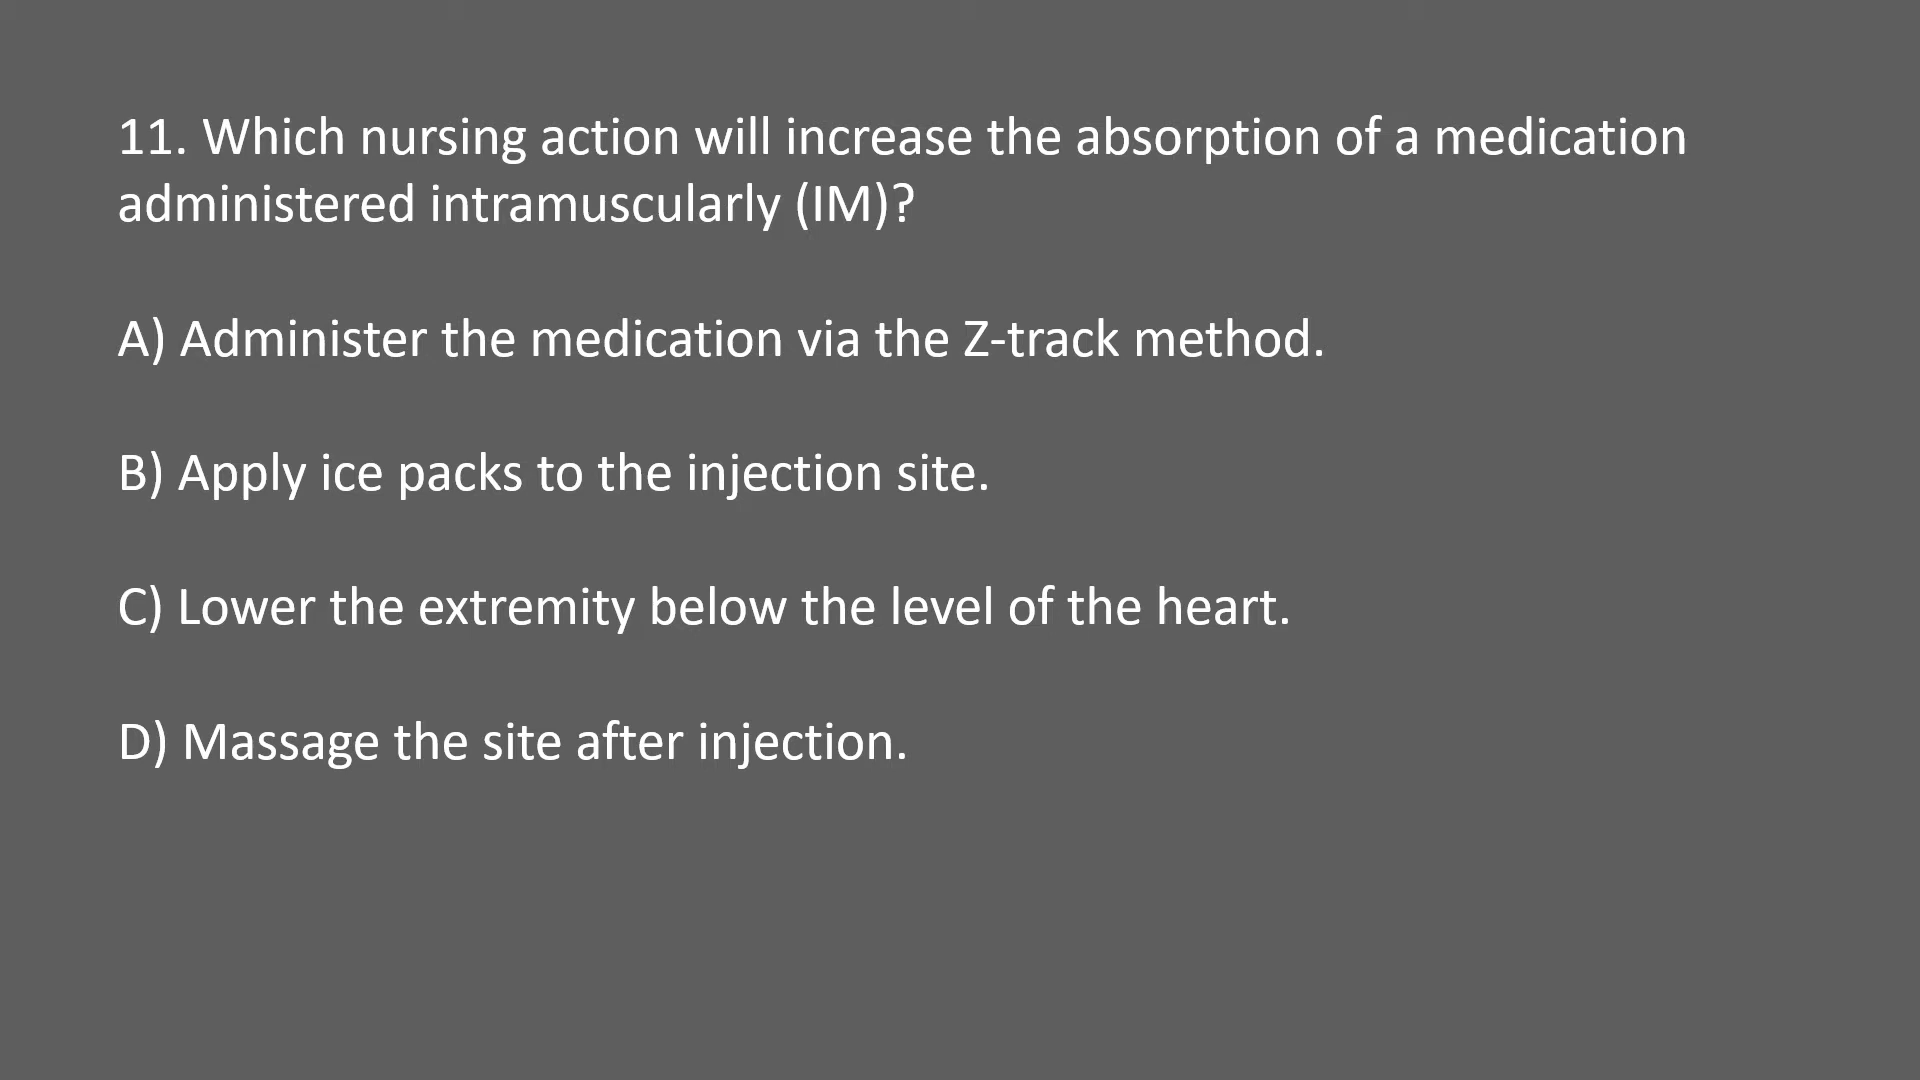 11. Which nursing action will increase the absorption of a medication
administered intramuscularly (IM)?
A) Administer the medication via the Z-track method.
B) Apply ice packs to the injection site.
C) Lower the extremity below the level of the heart.
D) Massage the site after injection.